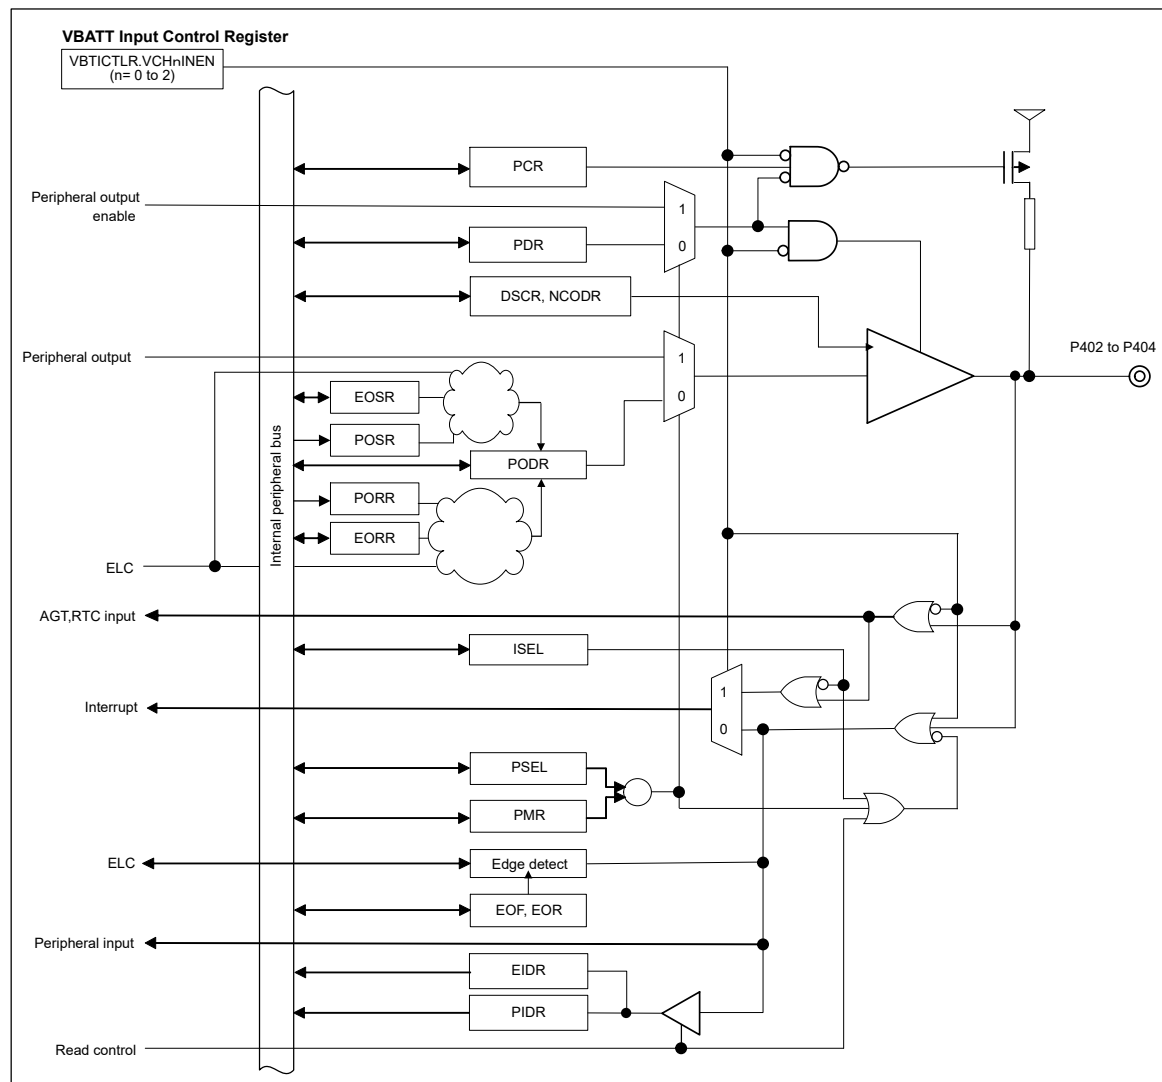 VBATT Input Control Register
VBTICTLR.VCHnINEN
(n= 0 to 2)
PCR
Peripheral output
enable
1
0
PDR
DSCR, NCODR
Peripheral output
1
0
P402 to P404
EOSR
POSR
PODR
PORR
EORR
Internal peripheral bus
ELC
AGT,RTC input
ISEL
Interrupt
1
0
PSEL
PMR
ELC
Edge detect
EOF, EOR
Peripheral input
EIDR
PIDR
Read control